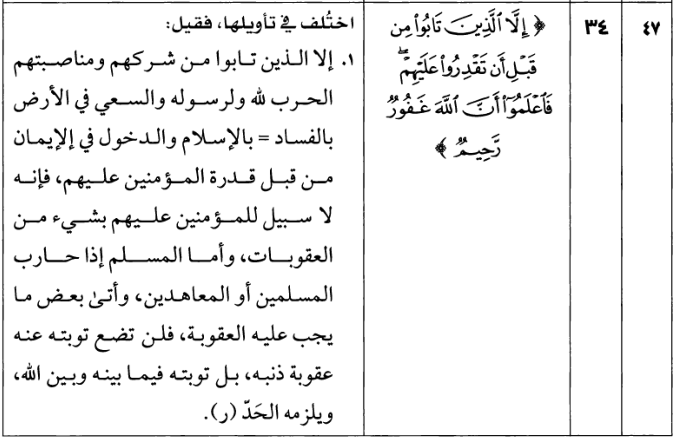 ٤٧
٣٤
﴿ إِلَّا ٱلَّذِينَ تَابُوا۟ مِن
قَبْلِ أَن تَقْدِرُوا۟ عَلَيْهِمْ ۖ
فَٱعْلَمُوٓا۟ أَنَّ ٱللَّهَ غَفُورٌ
رَّحِيمٌ ﴾
اختُلف في تأويلها، فقيل:
١. إلا الذين تابوا من شركهم ومناصبتهم
الحرب لله ولرسوله والسعي في الأرض
بالفساد = بالإسلام والدخول في الإيمان
من قبل قدرة المؤمنين عليهم، فإنه
لا سبيل للمؤمنين عليهم بشيء من
العقوبات، وأما المسلم إذا حارب
المسلمين أو المعاهدين، وأتىٰ بعض ما
يجب عليه العقوبة، فلن تضع توبته عنه
عقوبة ذنبه، بل توبته فيما بينه وبين الله،
ويلزمه الحَدّ (ر).